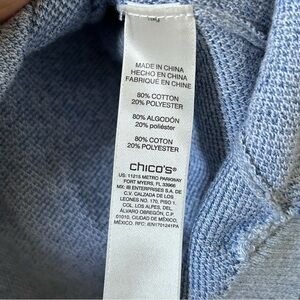 MADE IN CHINA
HECHO EN CHINA
FABRIQUÉ EN CHINE
80% COTTON
20% POLYESTER
80% ALGODÓN
20% poliéster
80% COTON
20% POLYESTER
chico's®
US: 11215 METRO PARKWAY
FORT MYERS, FL 33966
MX: IB ENTERPRISES S.A. DE
C.V. CALZADA DE LOS
LEONES NO. 170, PISO 1,
COL. LOS ALPES, DEL.
ÁLVARO OBREGÓN, C.P.
01010, CIUDAD DE MÉXICO,
MÉXICO. RFC: IEN1701241PA